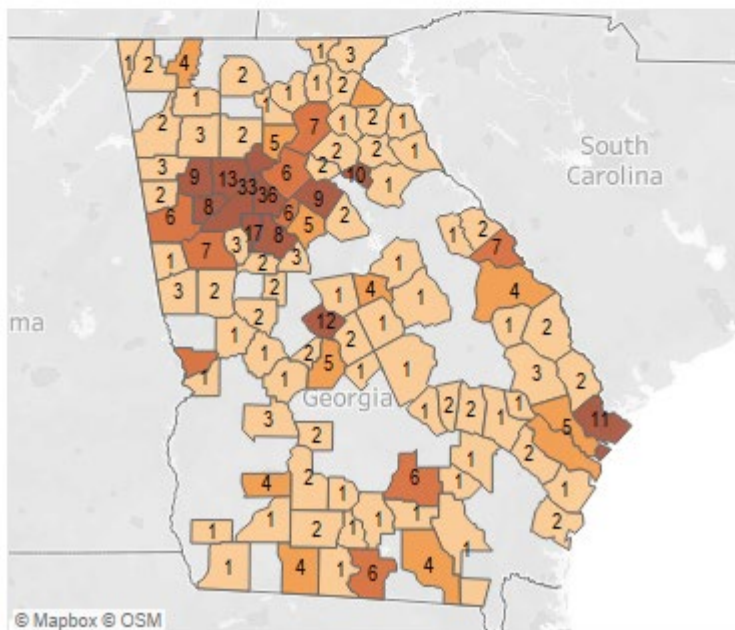 1 3
1 2 4 2 1 1 2
1 1
2 7 1 2 1
3 2 5
2 2 1
3 6 2
9 13 10
33 1
2 36 9
8
6 6 2
17 8 5 1 2
7 3 7
1 2 3 1
South
Carolina
3 2 2 1 4 1 4
2 12 1 1 2
1 2
ma
1 2 5 1 1 3 2
1 1
Georgia
3 1 2 2 1 1 5 11
2
2 1 2
4 2 1 6 1 1
1 1 2 1 1 1 2
1 4 1 6 4 1
© Mapbox © OSM